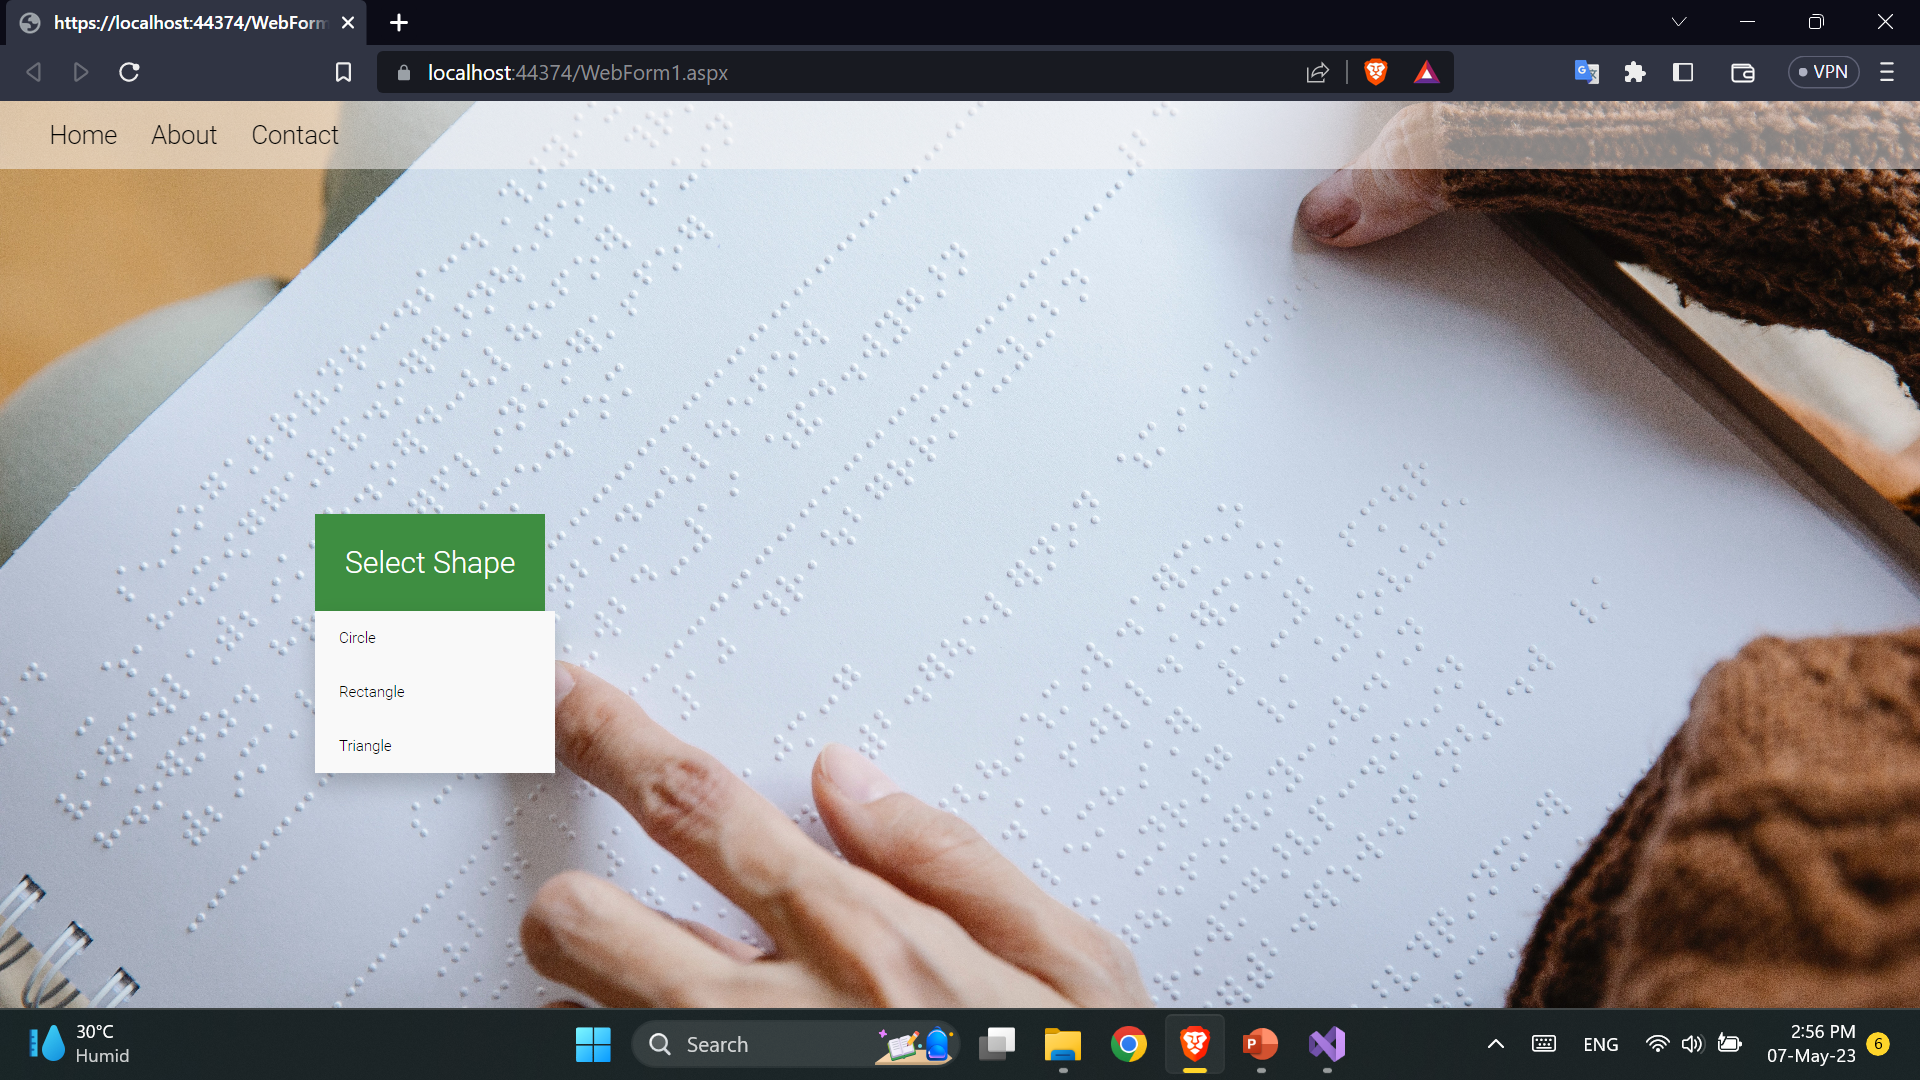 https://localhost:44374/WebForm
localhost:44374/WebForm1.aspx
VPN
Home About Contact
Select Shape
Circle
Rectangle
Triangle
30°C
Humid
Search
P
ENG
2:56 PM
07-May-23
6